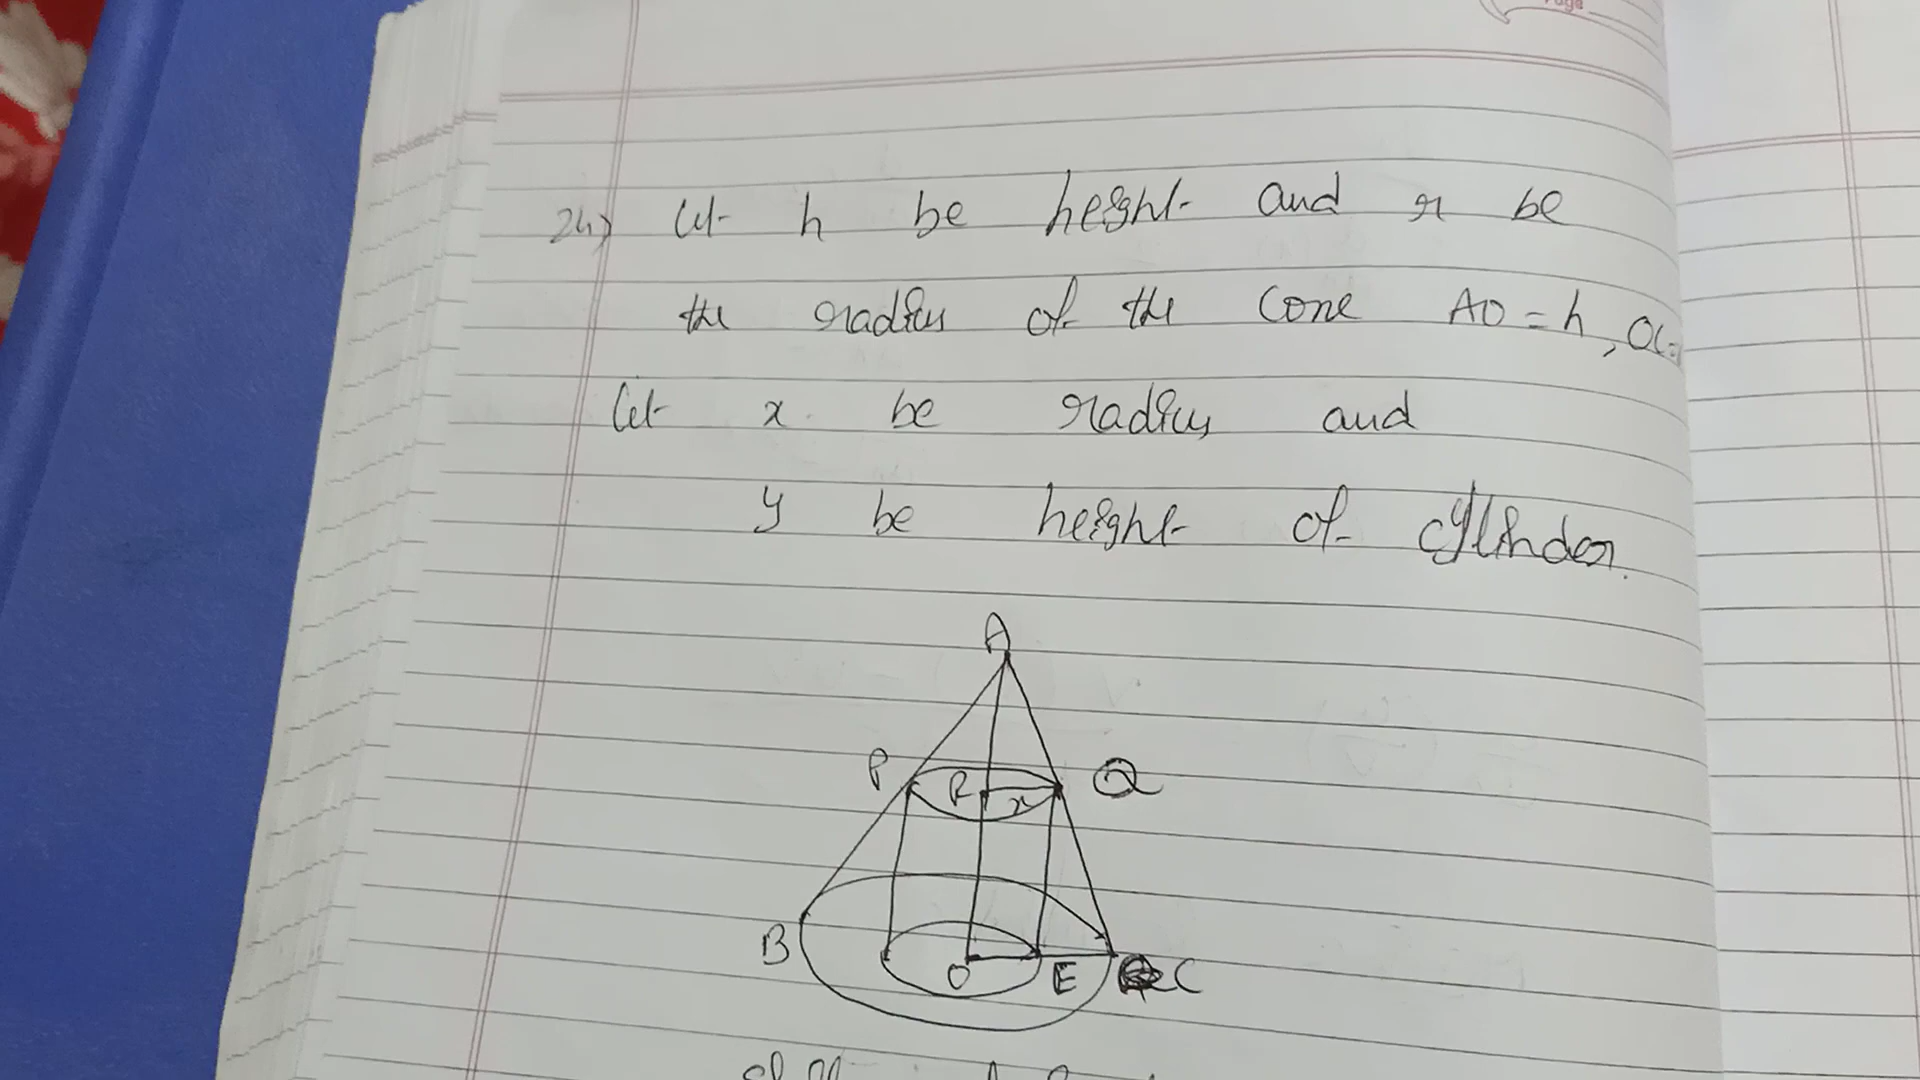 Page
24) Let h be height and r be
the radius of the cone AO = h, OC=
Let x be radius and
y be height of cylinder.
A
P R x Q
B O E C